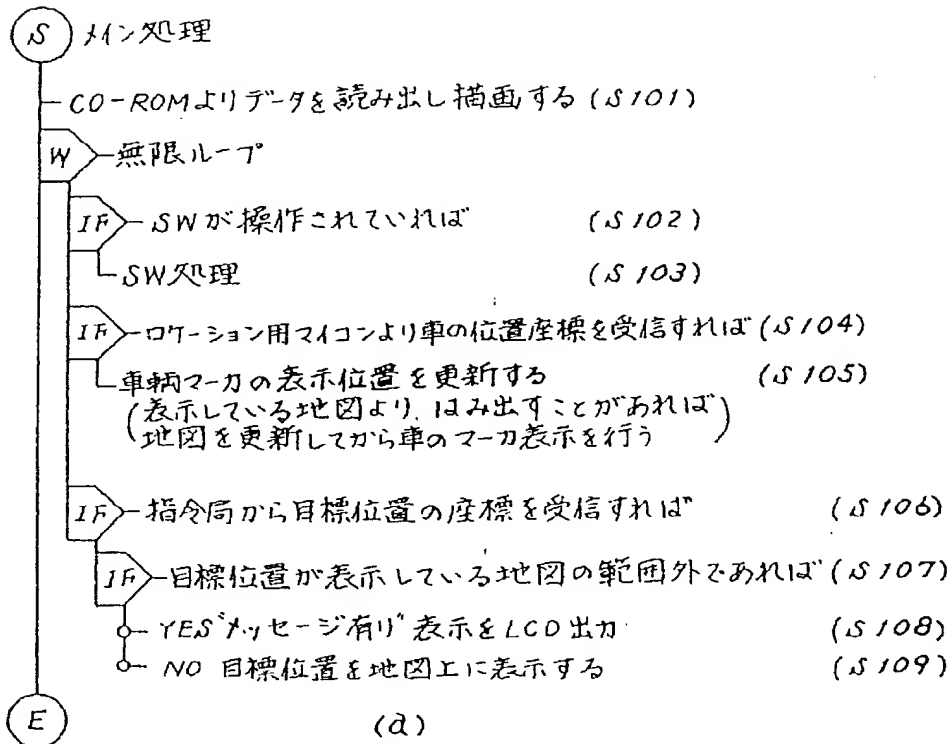 S メイン処理
CD-ROMよりデータを読み出し描画する (S101)
W 無限ループ
IF SWが操作されていれば (S102)
SW処理 (S103)
IF ロケーション用マイコンより車の位置座標を受信すれば (S104)
車輌マーカの表示位置を更新する (S105)
(表示している地図より、はみ出すことがあれば
地図を更新してから車のマーカ表示を行う)
IF 指令局から目標位置の座標を受信すれば (S106)
IF 目標位置が表示している地図の範囲外であれば (S107)
YES "メッセージ有り" 表示をLCD出力 (S108)
NO 目標位置を地図上に表示する (S109)
E
(a)